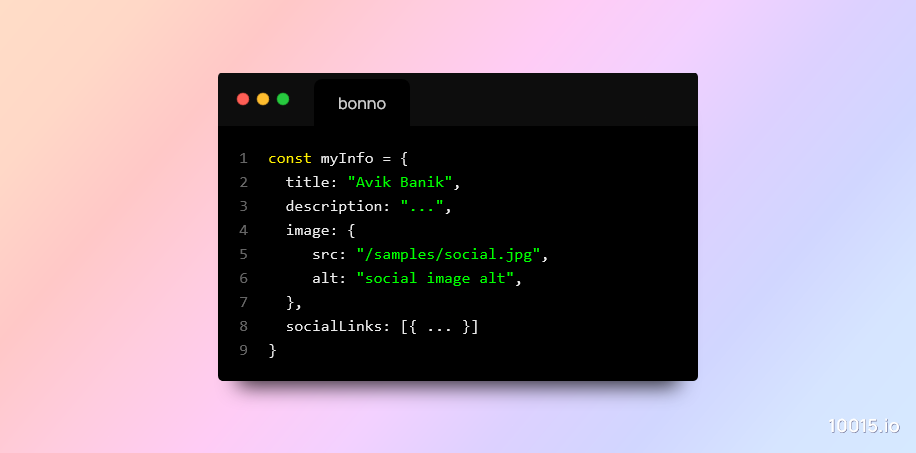 bonno
1 const myInfo = {
2   title: "Avik Banik",
3   description: "...",
4   image: {
5      src: "/samples/social.jpg",
6      alt: "social image alt",
7   },
8   socialLinks: [{ ... }]
9 }
10015.io